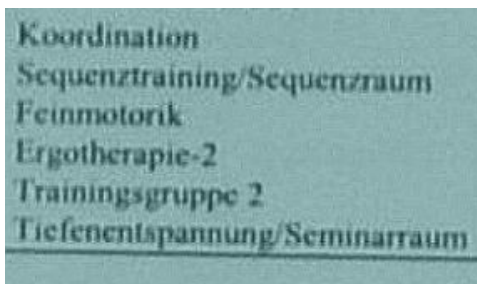 Koordination
Sequenztraining/Sequenzraum
Feinmotorik
Ergotherapie-2
Trainingsgruppe 2
Tiefenentspannung/Seminarraum